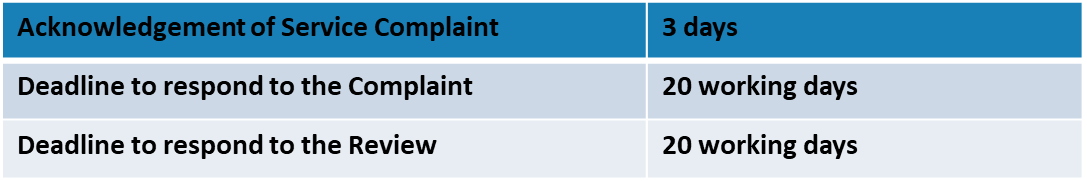 Acknowledgement of Service Complaint 3 days
Deadline to respond to the Complaint 20 working days
Deadline to respond to the Review 20 working days